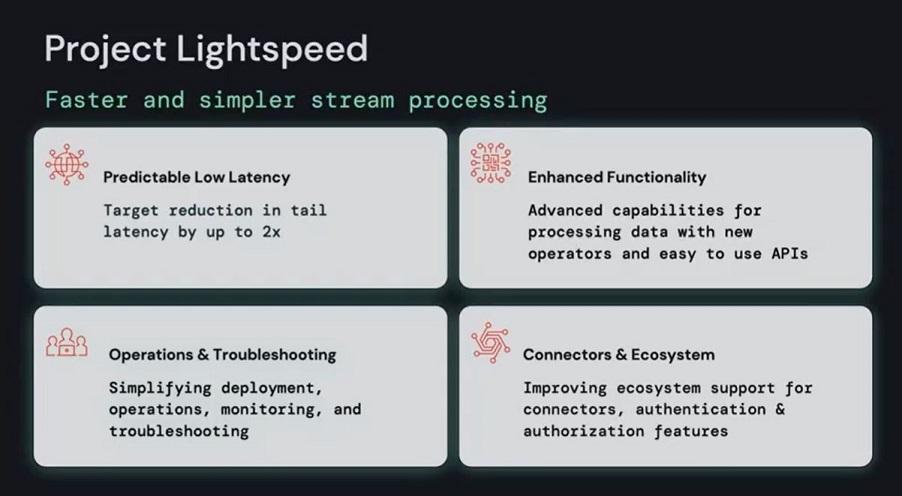 Project Lightspeed
Faster and simpler stream processing
Predictable Low Latency
Target reduction in tail
latency by up to 2x
Enhanced Functionality
Advanced capabilities for
processing data with new
operators and easy to use APIs
Operations & Troubleshooting
Simplifying deployment,
operations, monitoring, and
troubleshooting
Connectors & Ecosystem
Improving ecosystem support for
connectors, authentication &
authorization features